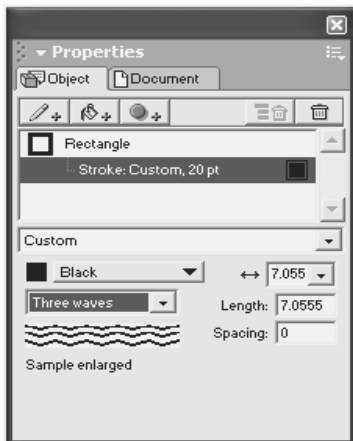 Properties
Object Document
Rectangle
Stroke: Custom, 20 pt
Custom
Black 7.055
Three waves Length: 7.0555
Spacing: 0
Sample enlarged